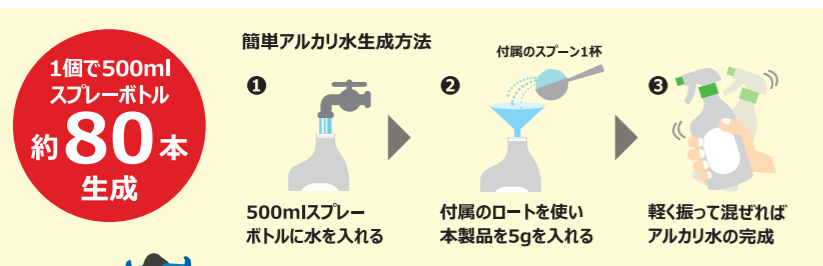 1個で500ml
スプレーボトル
約80本
生成
簡単アルカリ水生成方法
❶
500mlスプレー
ボトルに水を入れる
❷
付属のスプーン1杯
付属のロートを使い
本製品を5gを入れる
❸
軽く振って混ぜれば
アルカリ水の完成